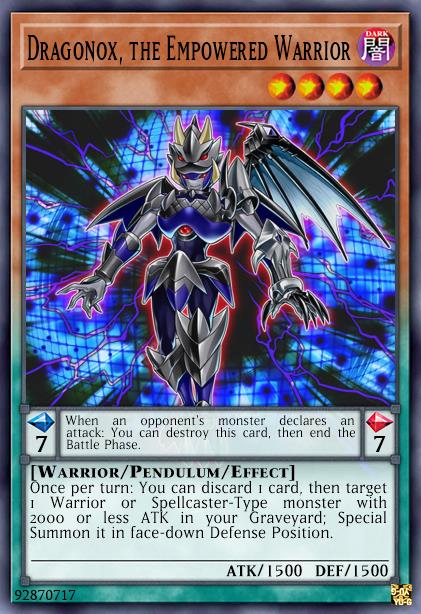 DRAGONOX, THE EMPOWERED WARRIOR
DARK
闇
When an opponent's monster declares an
attack: You can destroy this card, then end the
Battle Phase.
7
7
[WARRIOR/PENDULUM/EFFECT]
Once per turn: You can discard 1 card, then target
1 Warrior or Spellcaster-Type monster with
2000 or less ATK in your Graveyard; Special
Summon it in face-down Defense Position.
ATK/1500 DEF/1500
92870717